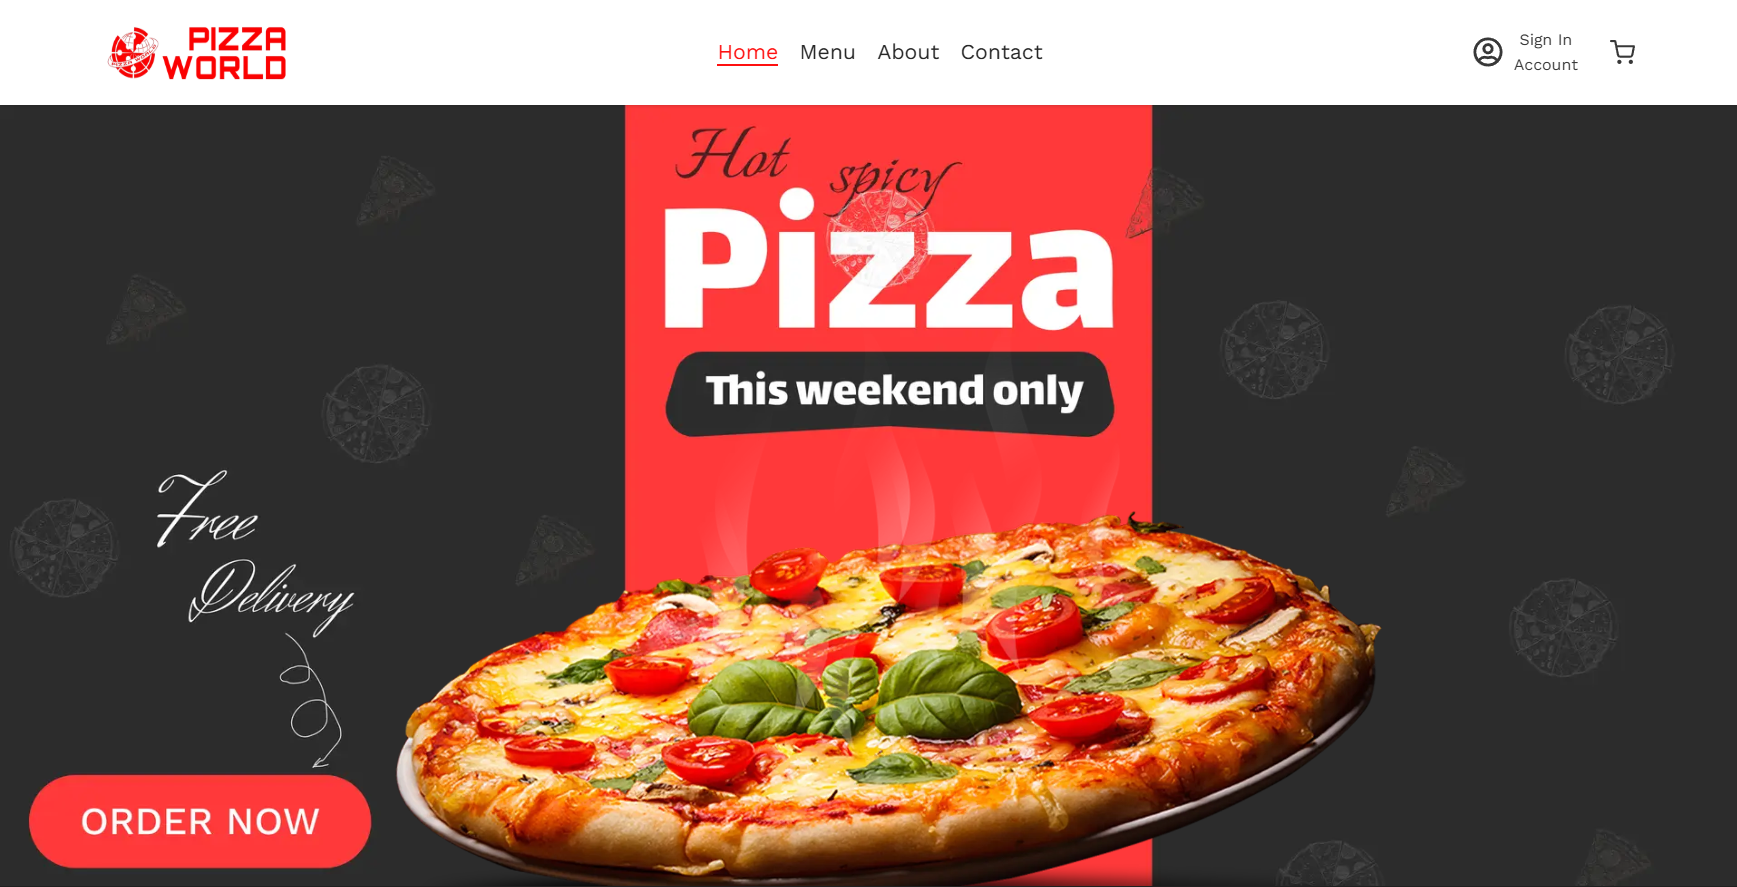 PIZZA
WORLD
Home Menu About Contact
Sign In
Account
Hot spicy
Pizza
This weekend only
Free
Delivery
ORDER NOW